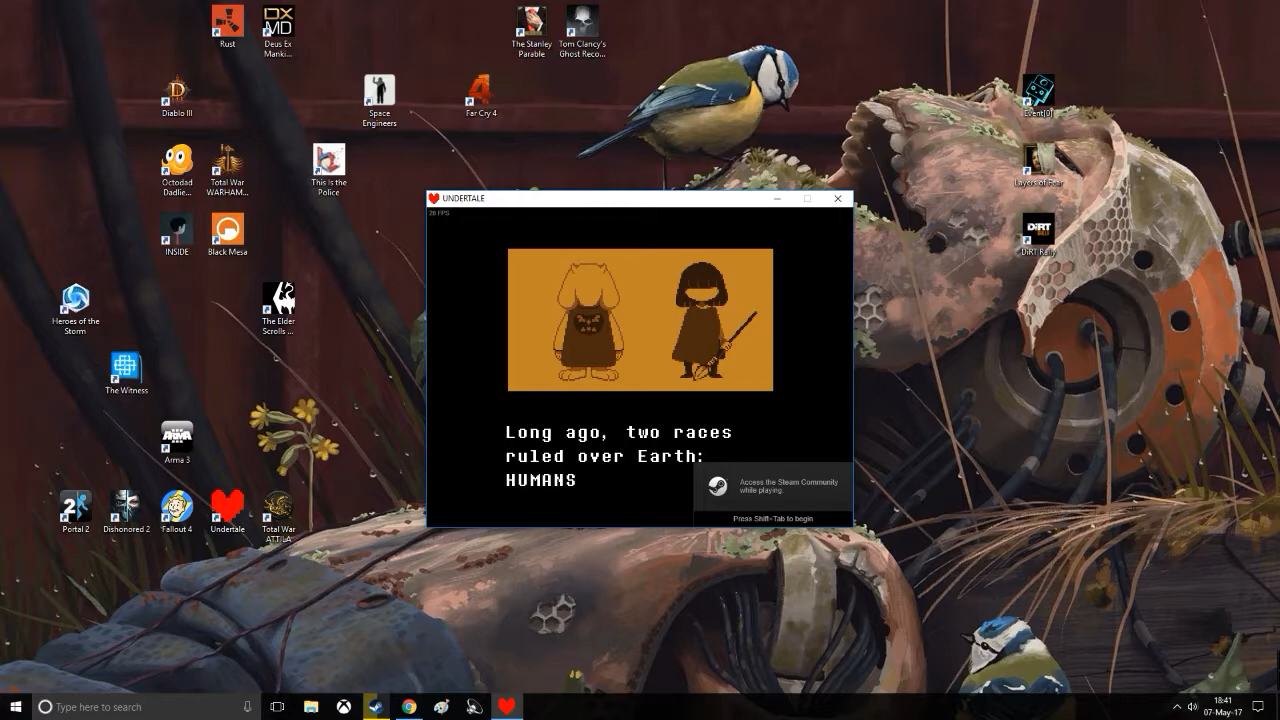 Rust
Deus Ex
Manki...
The Stanley
Parable
Tom Clancy's
Ghost Reco...
Diablo III
Space
Engineers
Far Cry 4
Event[0]
Octodad
Dadlie...
Total War
WARHAM...
This Is the
Police
Layers of Fear
INSIDE
Black Mesa
DiRT Rally
Heroes of the
Storm
The Elder
Scrolls ...
The Witness
Arma 3
Portal 2
Dishonored 2
Fallout 4
Undertale
Total War
ATTILA
DX
MD
ARMA
DiRT
UNDERTALE
28 FPS
Long ago, two races
ruled over Earth:
HUMANS
Access the Steam Community
while playing.
Press Shift+Tab to begin
Type here to search
18:41
07-May-17